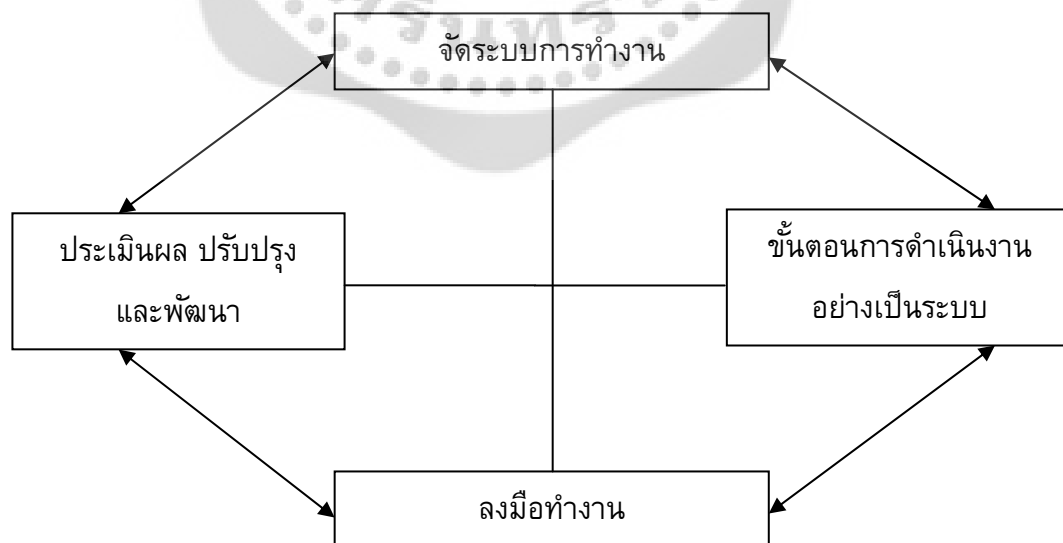 จัดระบบการทำงาน
ประเมินผล ปรับปรุง
และพัฒนา
ขั้นตอนการดำเนินงาน
อย่างเป็นระบบ
ลงมือทำงาน